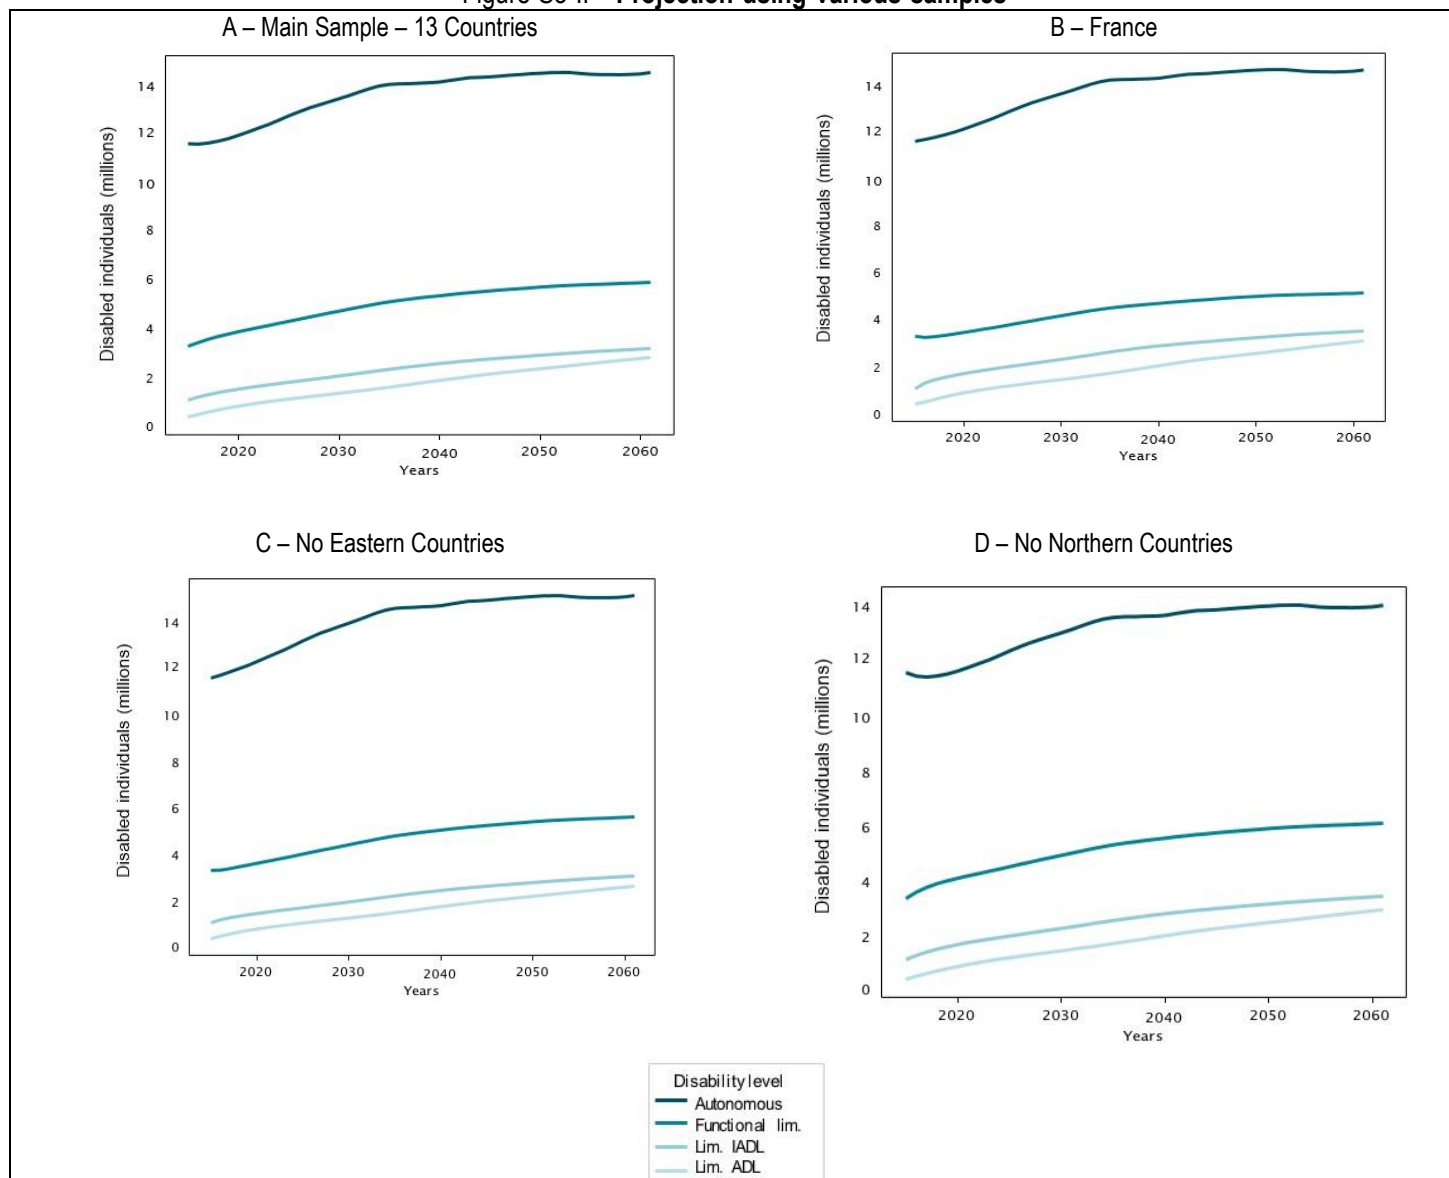 Projection using various samples
A – Main Sample – 13 Countries
Disabled individuals (millions)
14
12
10
8
6
4
2
0
2020 2030 2040 2050 2060
Years
B – France
Disabled individuals (millions)
14
12
10
8
6
4
2
0
2020 2030 2040 2050 2060
Years
C – No Eastern Countries
Disabled individuals (millions)
14
12
10
8
6
4
2
0
2020 2030 2040 2050 2060
Years
D – No Northern Countries
Disabled individuals (millions)
14
12
10
8
6
4
2
0
2020 2030 2040 2050 2060
Years
Disability level
Autonomous
Functional lim.
Lim. IADL
Lim. ADL